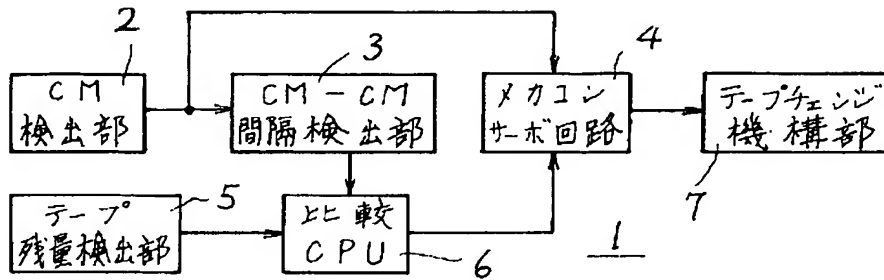 2
CM
検出部
3
CM-CM
間隔検出部
4
メカコン
サーボ回路
テープチェンジ
機構部
7
テープ
残量検出部
5
比較
CPU
6
1